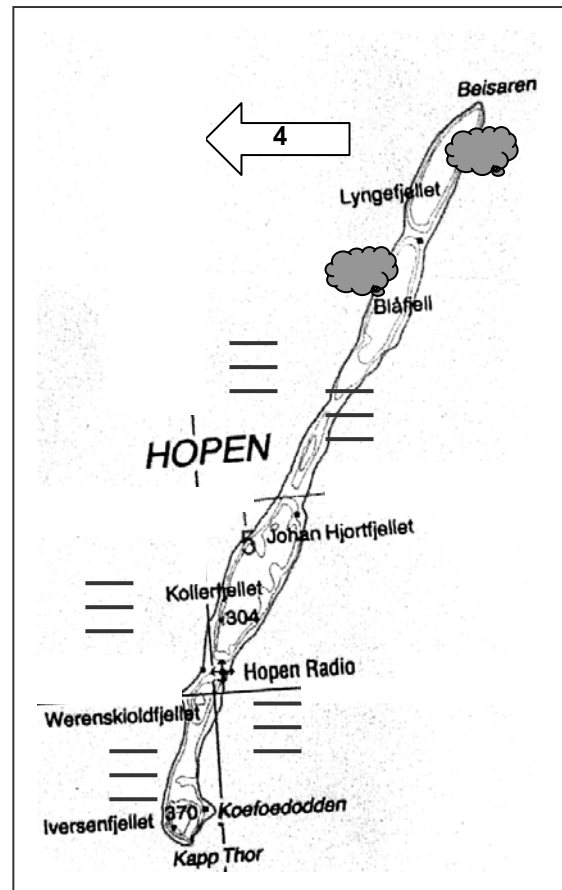 Beisaren
4
Lyngefjellet
Blåfjell
HOPEN
5
Johan Hjortfjellet
Kollerfjellet
304
Hopen Radio
Werenskioldfjellet
370
Koefoedodden
Iversenfjellet
Kapp Thor